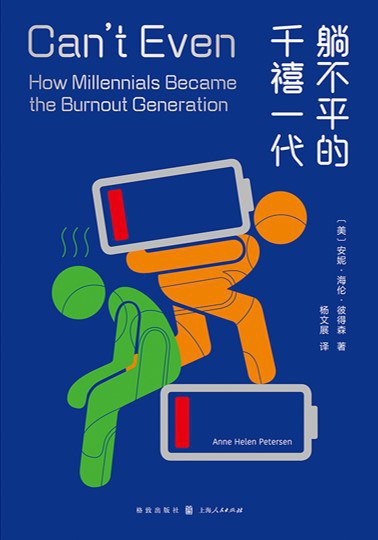 Can't Even
How Millennials Became
the Burnout Generation
躺不平的
千禧一代
〔美〕安妮·海伦·彼得森 著
杨文展 译
Anne Helen Petersen
格致出版社 上海人民出版社